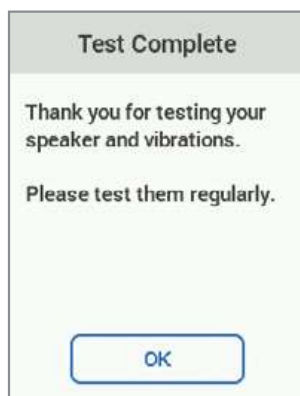 Test Complete
Thank you for testing your
speaker and vibrations.
Please test them regularly.
OK